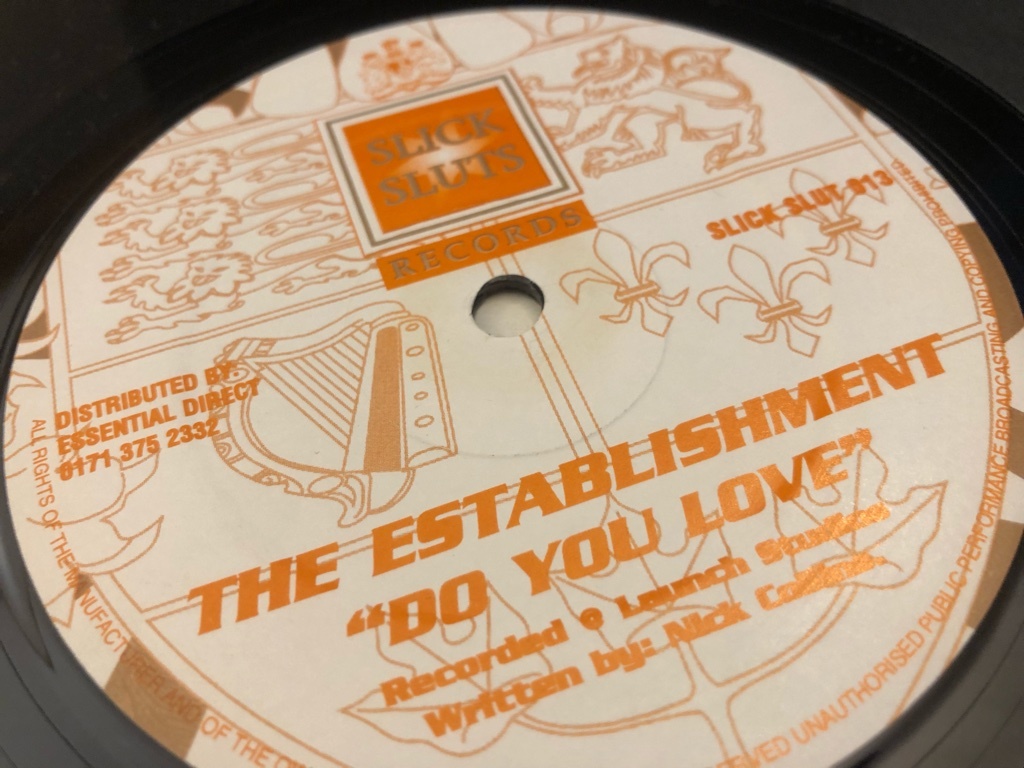 SLICK
SLUTS
RECORDS
SLICK SLUT 013
DISTRIBUTED BY:
ESSENTIAL DIRECT
0171 375 2332
THE ESTABLISHMENT
“DO YOU LOVE”
Recorded @ Launch Studios
Written by: Nick Collins.
ALL RIGHTS OF THE MANUFACTURER AND OF THE
UNAUTHORISED PUBLIC PERFORMANCE BROADCASTING AND COPYING